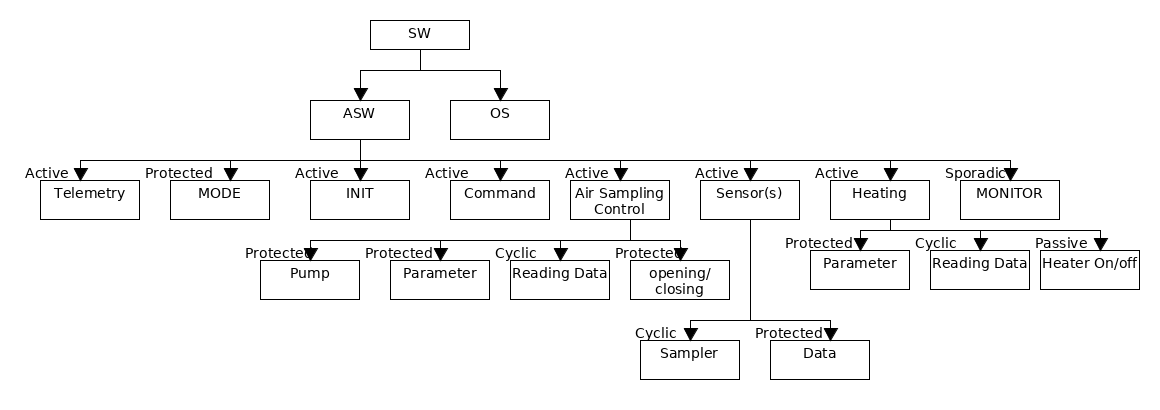 SW
ASW
OS
Active
Protected
Active
Active
Active
Active
Active
Sporadic
Telemetry
MODE
INIT
Command
Air Sampling
Control
Sensor(s)
Heating
MONITOR
Protected
Protected
Cyclic
Protected
Protected
Cyclic
Passive
Pump
Parameter
Reading Data
opening/
closing
Parameter
Reading Data
Heater On/off
Cyclic
Protected
Sampler
Data